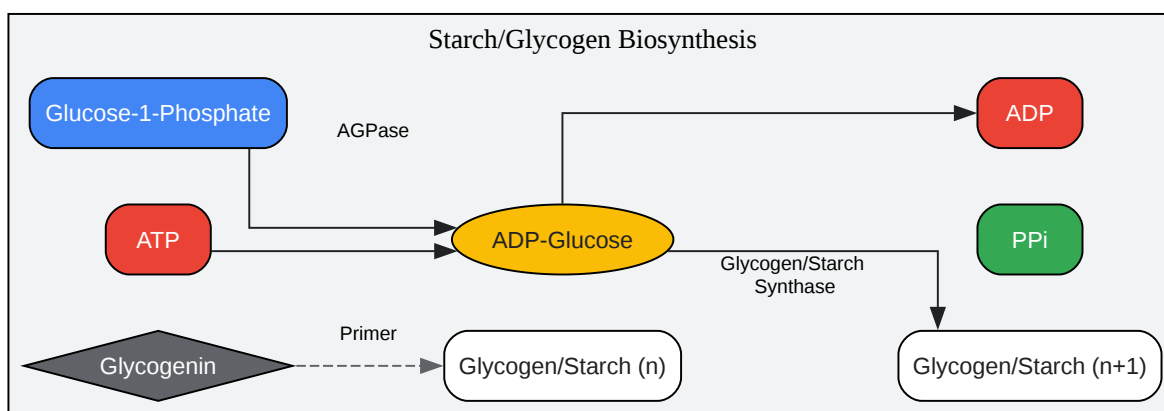 Starch/Glycogen Biosynthesis
Glucose-1-Phosphate
AGPase
ADP
ATP
ADP-Glucose
PPi
Glycogen/Starch
Synthase
Glycogenin
Primer
Glycogen/Starch (n)
Glycogen/Starch (n+1)